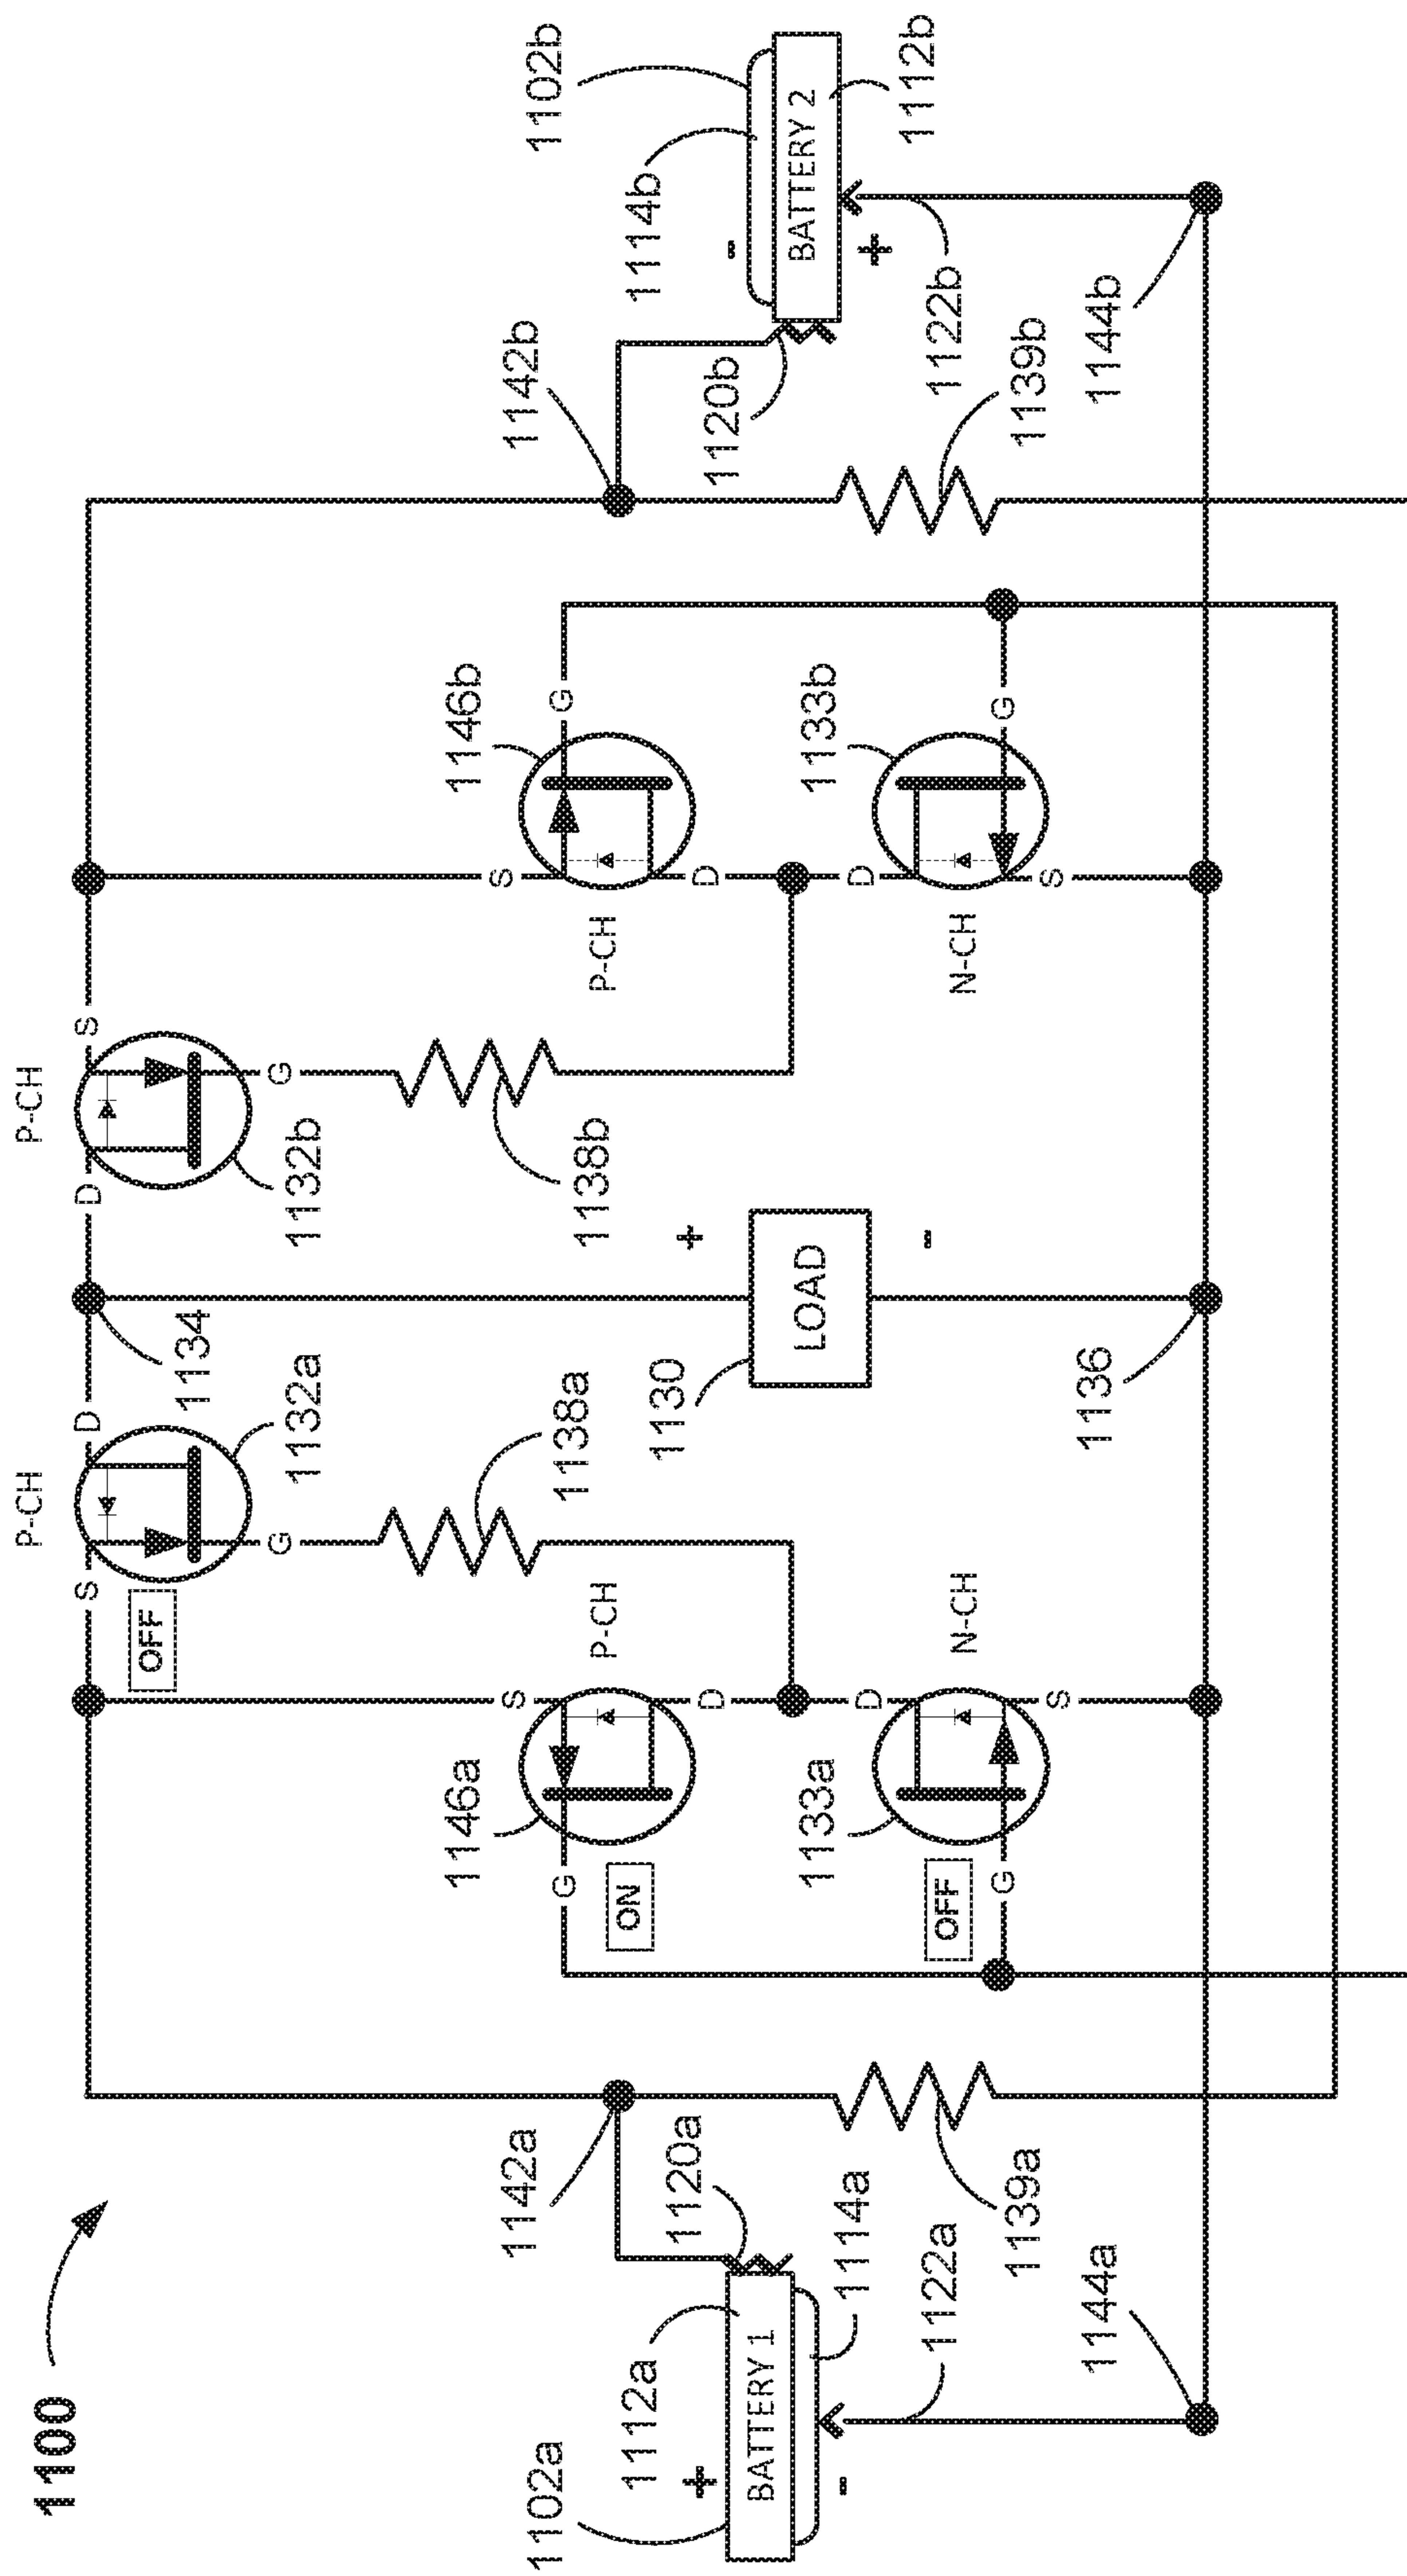 1100
P-CH
P-CH
S
D
D
S
OFF
1132a
1134
1132b
G
G
1102a
1112a
+
BATTERY 1
-
1120a
1114a
1122a
1144a
1142a
1139a
1146a
G
ON
S
P-CH
D
1138a
1133a
OFF
G
D
N-CH
S
1130
+
LOAD
-
1136
1138b
S
P-CH
D
1146b
G
D
N-CH
S
1133b
G
1142b
1120b
1139b
1102b
1114b
-
BATTERY 2
+
1112b
1122b
1144b